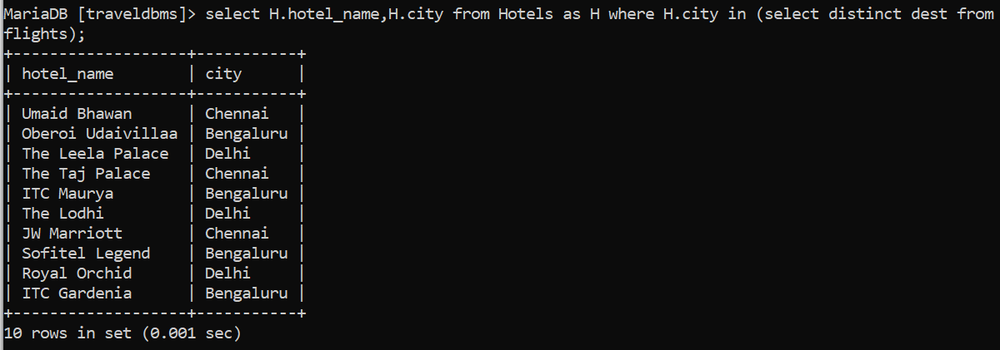 MariaDB [traveldbms]> select H.hotel_name,H.city from Hotels as H where H.city in (select distinct dest from
flights);
+-------------------+-----------+
| hotel_name        | city      |
+-------------------+-----------+
| Umaid Bhawan      | Chennai   |
| Oberoi Udaivillaa | Bengaluru |
| The Leela Palace  | Delhi     |
| The Taj Palace    | Chennai   |
| ITC Maurya        | Bengaluru |
| The Lodhi         | Delhi     |
| JW Marriott       | Chennai   |
| Sofitel Legend    | Bengaluru |
| Royal Orchid      | Delhi     |
| ITC Gardenia      | Bengaluru |
+-------------------+-----------+
10 rows in set (0.001 sec)